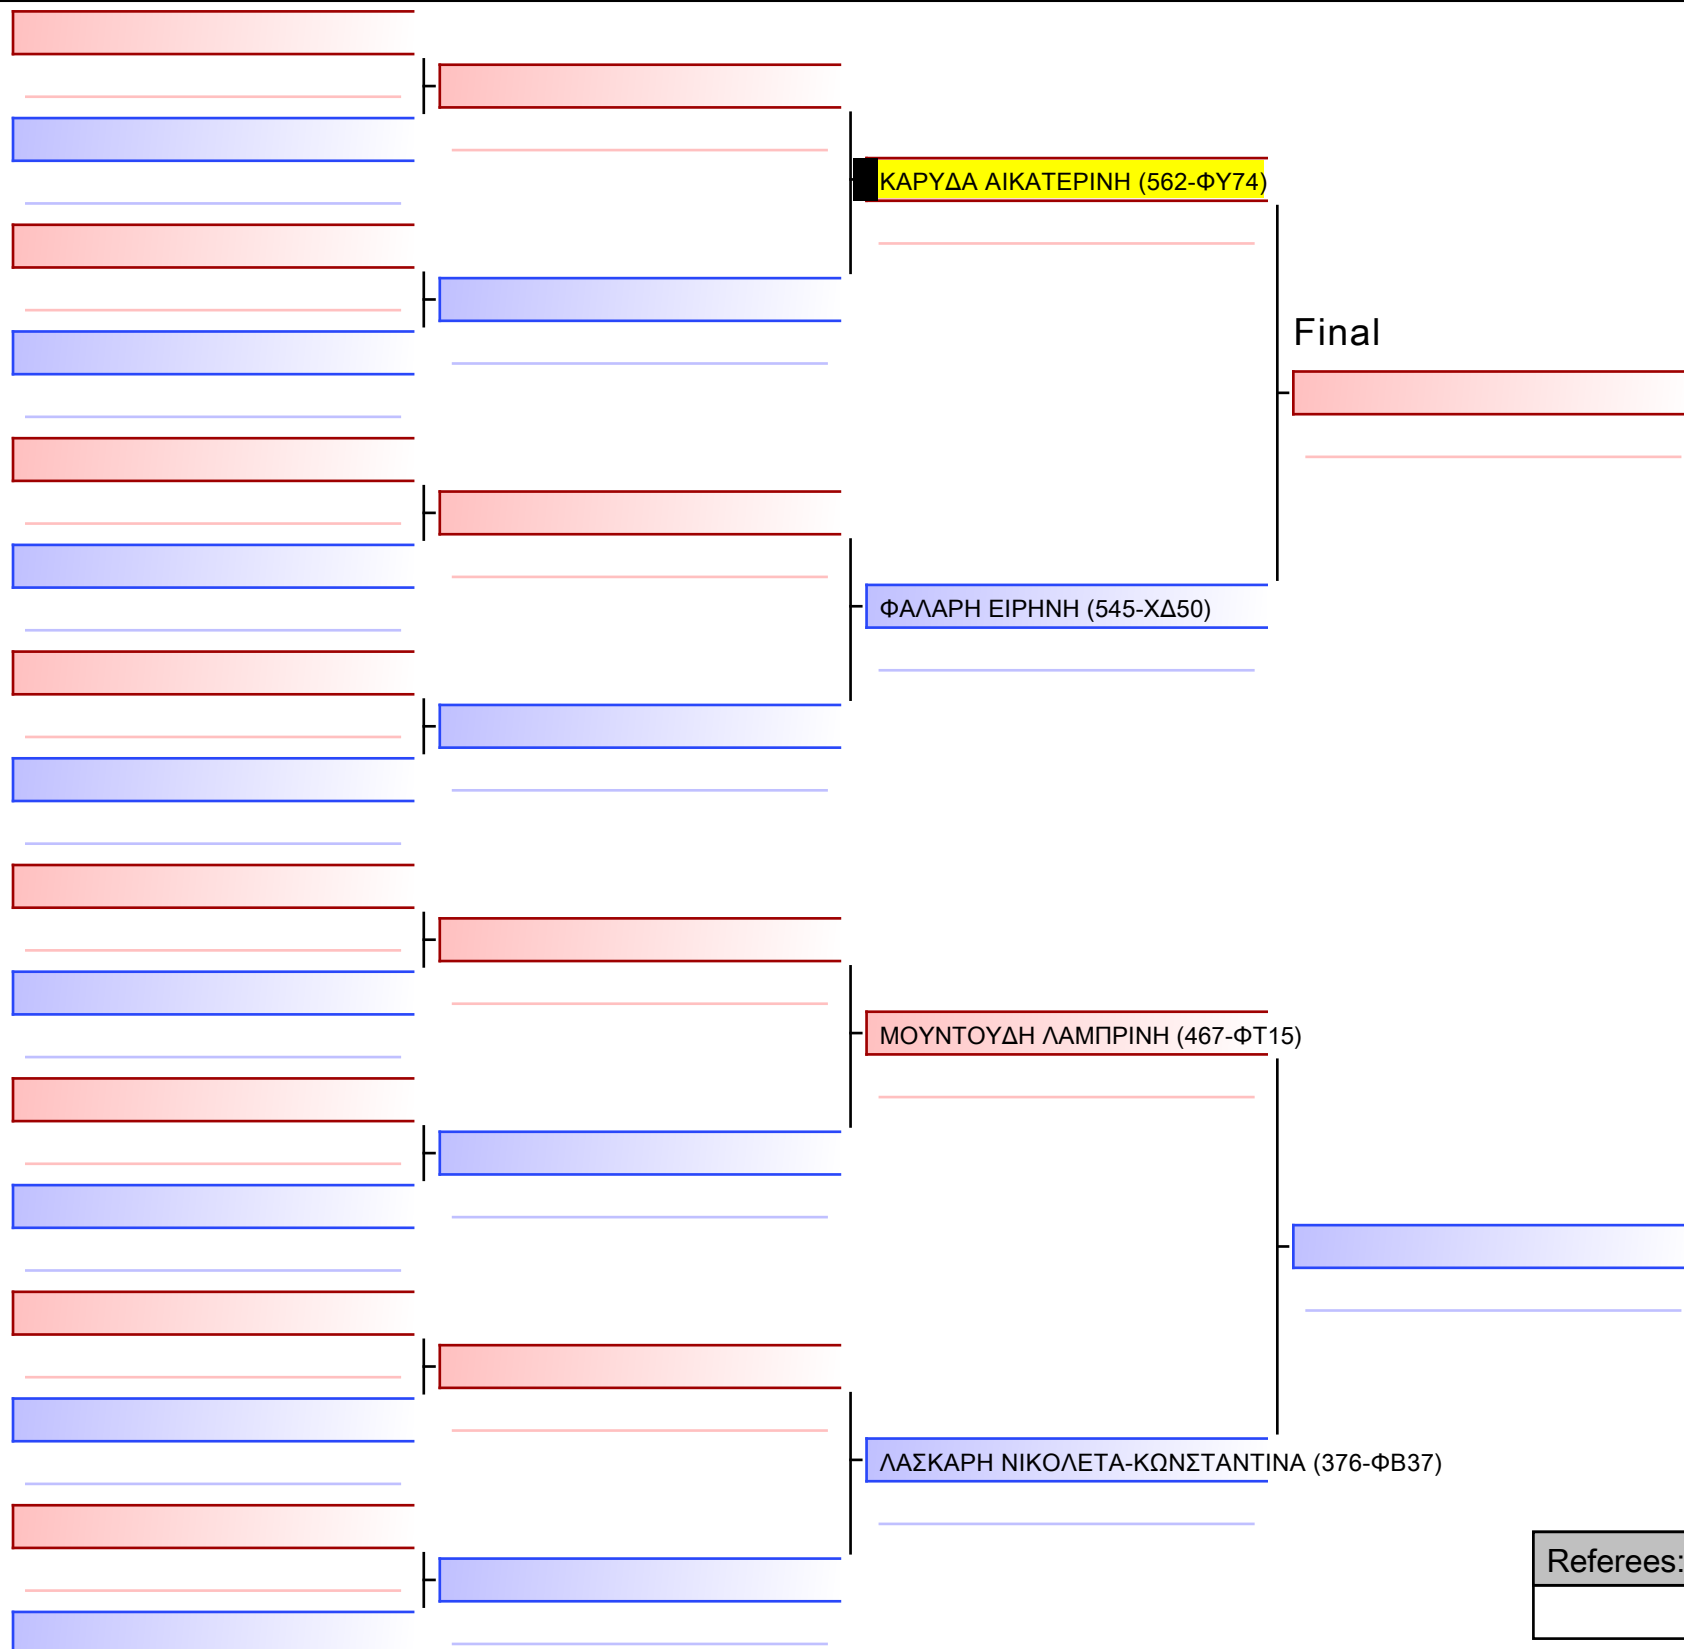 ΚΑΡΥΔΑ ΑΙΚΑΤΕΡΙΝΗ (562-ΦΥ74)
Final
ΦΑΛΑΡΗ ΕΙΡΗΝΗ (545-ΧΔ50)
ΜΟΥΝΤΟΥΔΗ ΛΑΜΠΡΙΝΗ (467-ΦΤ15)
ΛΑΣΚΑΡΗ ΝΙΚΟΛΕΤΑ-ΚΩΝΣΤΑΝΤΙΝΑ (376-ΦΒ37)
Referees: